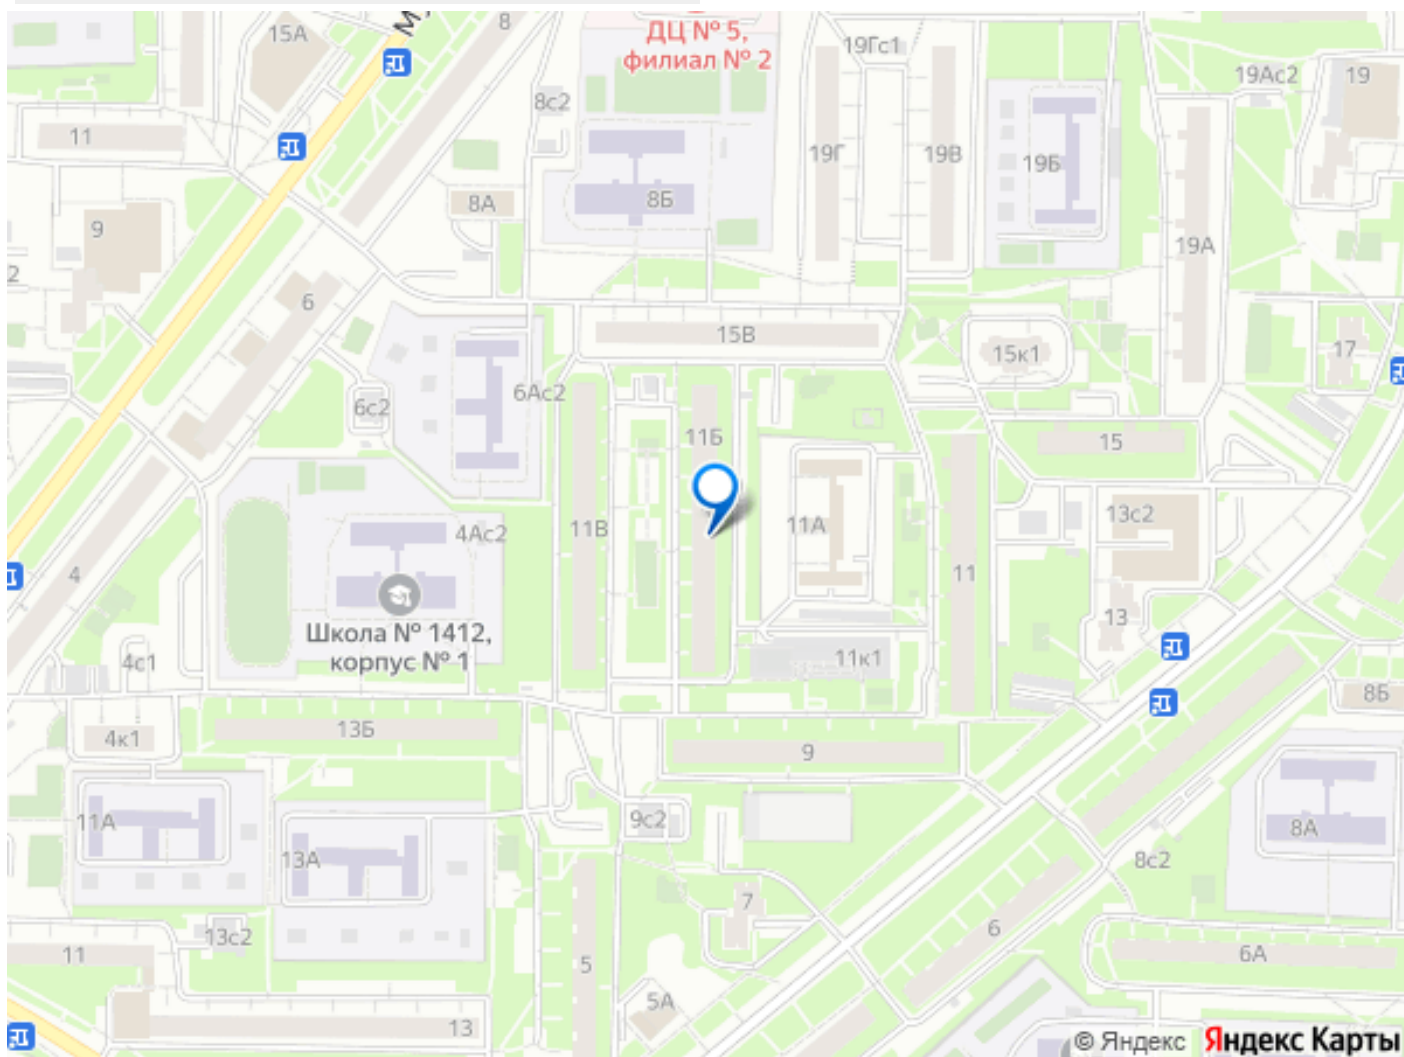 15А
М
8
ДЦ № 5,
филиал № 2
19Гс1
19Ас2
19
8с2
11
19Г
19В
19Б
8Б
8А
9
19А
2
6
15В
15к1
17
6Ас2
6с2
11Б
15
13с2
11В
4Ас2
11А
4
11
13
Школа № 1412,
корпус № 1
4с1
11к1
8Б
13Б
4к1
9
11А
9с2
8А
13А
8с2
7
13с2
6
11
5
6А
5А
13
© Яндекс Яндекс Карты